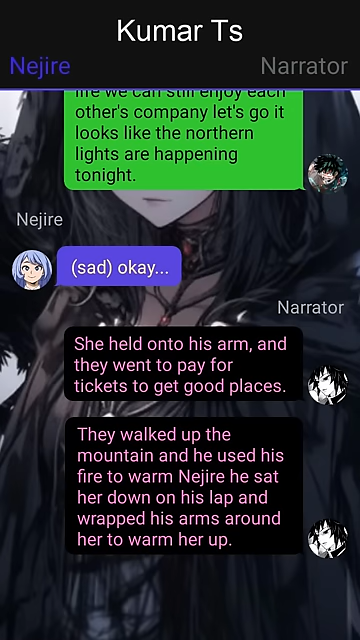 Kumar Ts
Nejire
Narrator
life we can still enjoy each
other's company let's go it
looks like the northern
lights are happening
tonight.
Nejire
(sad) okay...
Narrator
She held onto his arm, and
they went to pay for
tickets to get good places.
They walked up the
mountain and he used his
fire to warm Nejire he sat
her down on his lap and
wrapped his arms around
her to warm her up.